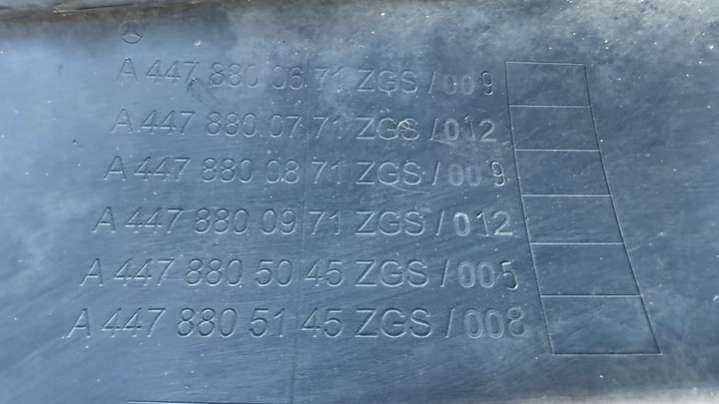 A 447 880 06 71 ZGS / 009
A 447 880 07 71 ZGS / 012
A 447 880 08 71 ZGS / 009
A 447 880 09 71 ZGS / 012
A 447 880 50 45 ZGS / 005
A 447 880 51 45 ZGS / 008